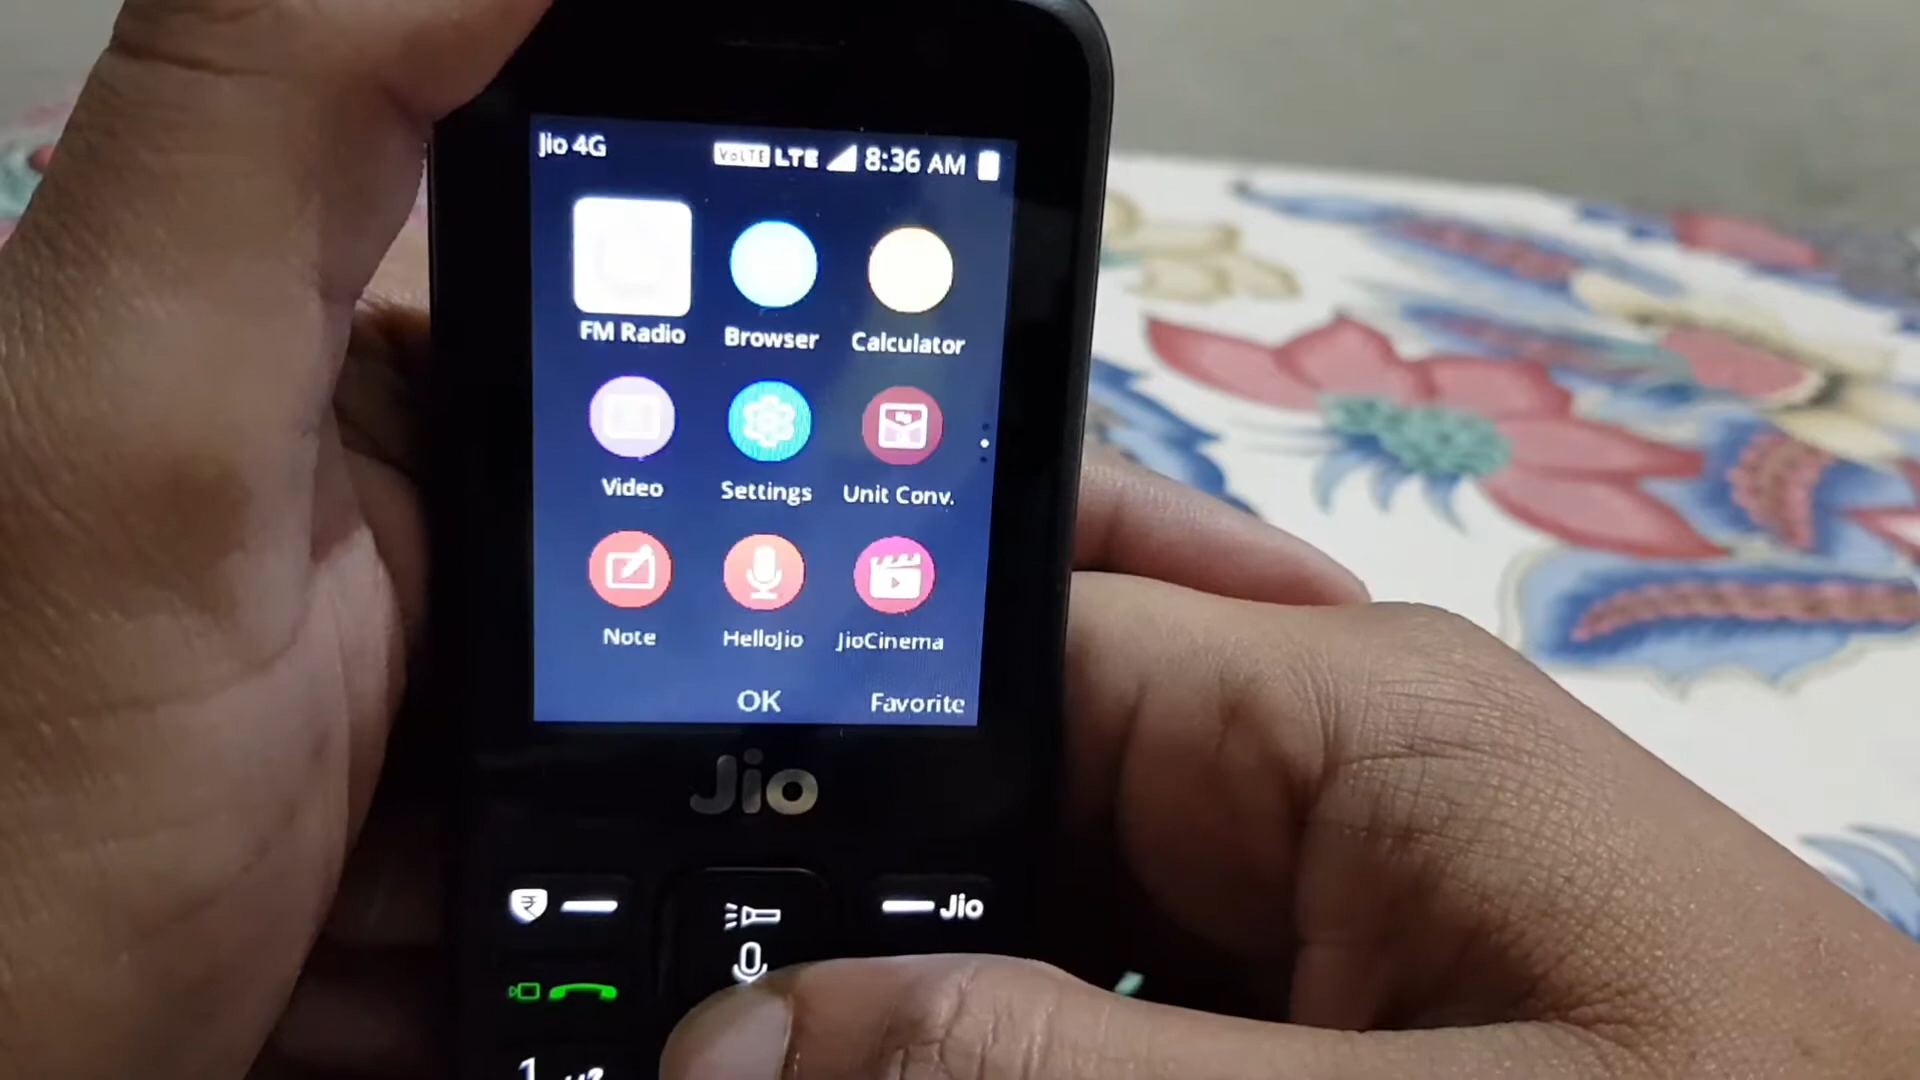 Jio 4G VoLTE LTE 8:36 AM
FM Radio Browser Calculator
Video Settings Unit Conv.
Note HelloJio JioCinema
OK Favorite
Jio
₹ Jio
1